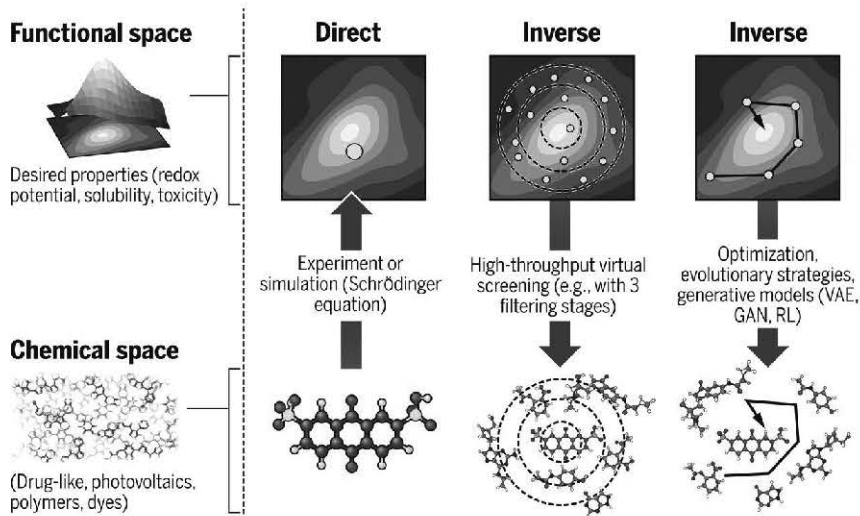 Functional space
Desired properties (redox
potential, solubility, toxicity)
Chemical space
(Drug-like, photovoltaics,
polymers, dyes)
Direct
Experiment or
simulation (Schrödinger
equation)
Inverse
High-throughput virtual
screening (e.g., with 3
filtering stages)
Inverse
Optimization,
evolutionary strategies,
generative models (VAE,
GAN, RL)